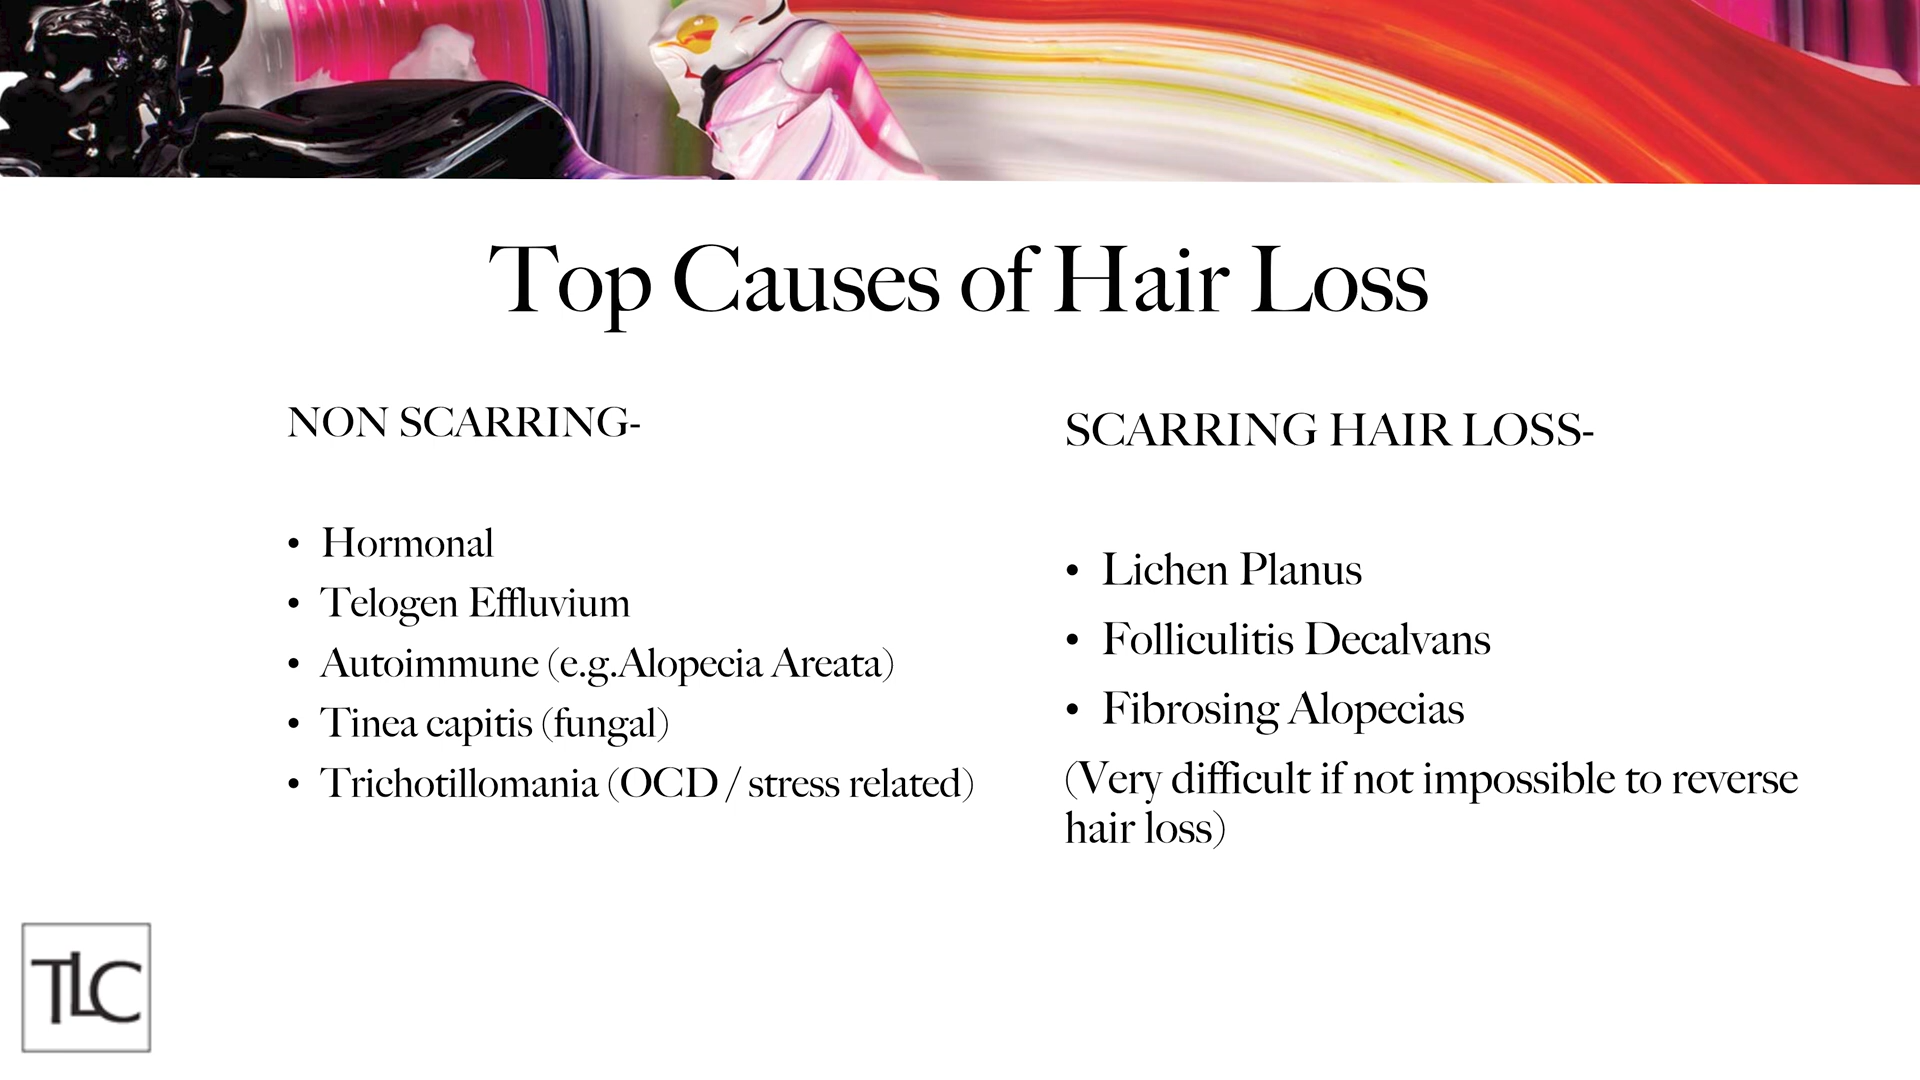 Top Causes of Hair Loss
NON SCARRING-
• Hormonal
• Telogen Effluvium
• Autoimmune (e.g.Alopecia Areata)
• Tinea capitis (fungal)
• Trichotillomania (OCD / stress related)
SCARRING HAIR LOSS-
• Lichen Planus
• Folliculitis Decalvans
• Fibrosing Alopecias
(Very difficult if not impossible to reverse
hair loss)
TLC